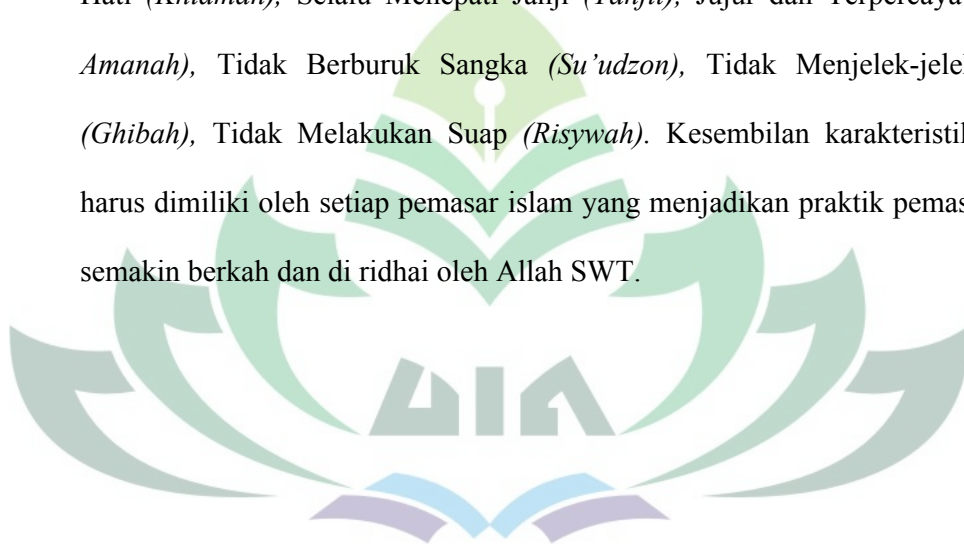 Selalu Menepati Janji (Tahfif), Jujur dan Terpercaya
Amanah), Tidak Berburuk Sangka (Su’udzon), Tidak Menjelek-jelek
(Ghibah), Tidak Melakukan Suap (Risywah). Kesembilan karakteristik
harus dimiliki oleh setiap pemasar islam yang menjadikan praktik pemas
semakin berkah dan di ridhai oleh Allah SWT.
UIN